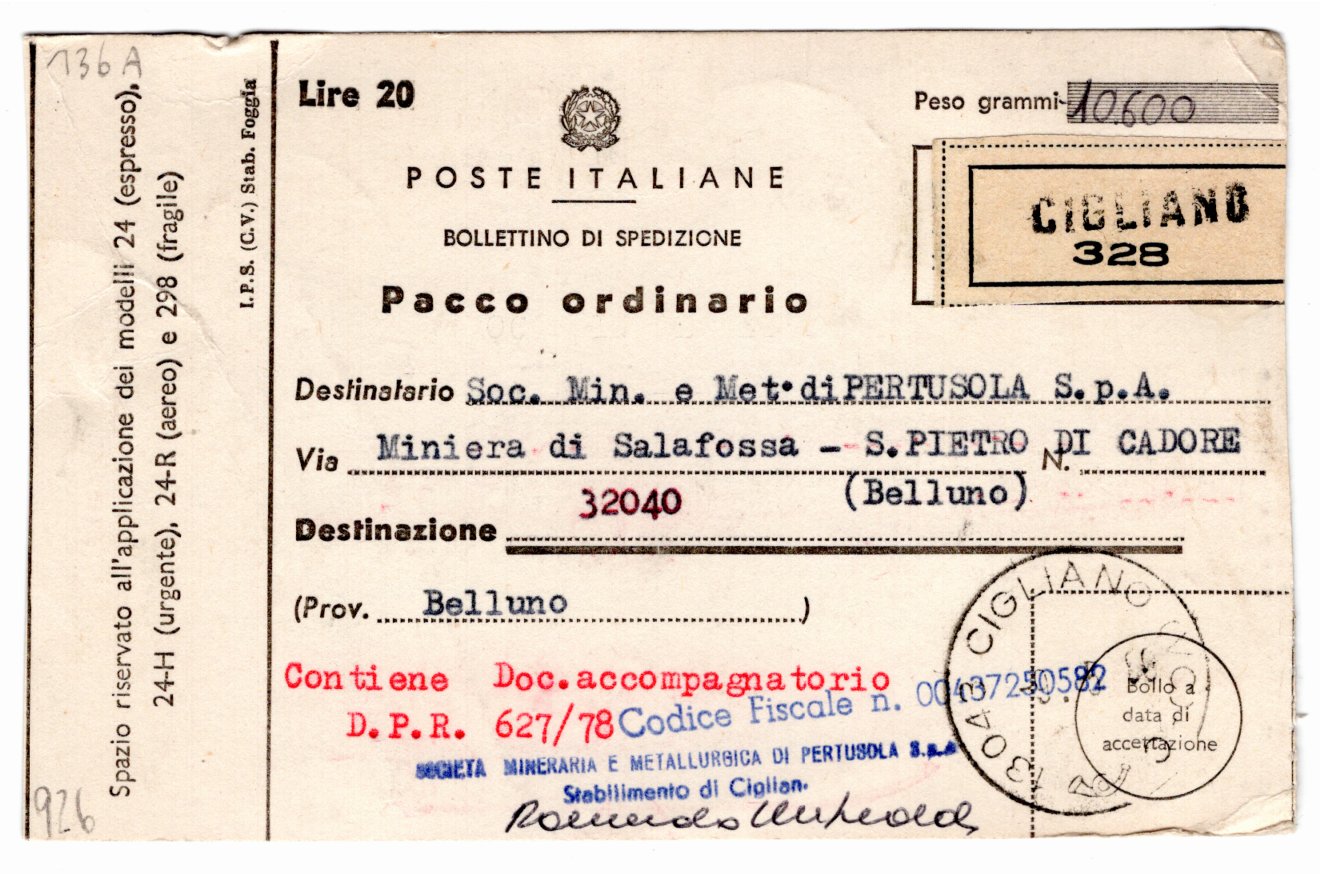 136 A
Spazio riservato all'applicazione dei modelli 24 (espresso),
24-H (urgente), 24-R (aereo) e 298 (fragile)
926
I.P.S. (C.V.) Stab. Foggia
Lire 20
Peso grammi 10.600
POSTE ITALIANE
BOLLETTINO DI SPEDIZIONE
Pacco ordinario
CIGLIANO
328
Destinatario Soc. Min. e Met. di PERTUSOLA S.p.A.
Via Miniera di Salafossa - S.PIETRO N. DI CADORE
32040 (Belluno)
Destinazione
(Prov. Belluno )
Contiene Doc.accompagnatorio
D.P.R. 627/78
Codice Fiscale n. 00437250582
SOCIETA MINERARIA E METALLURGICA DI PERTUSOLA S.p.A
Stabilimento di Ciglian.
13043 CIGLIANO
Bollo a
data di
accettazione